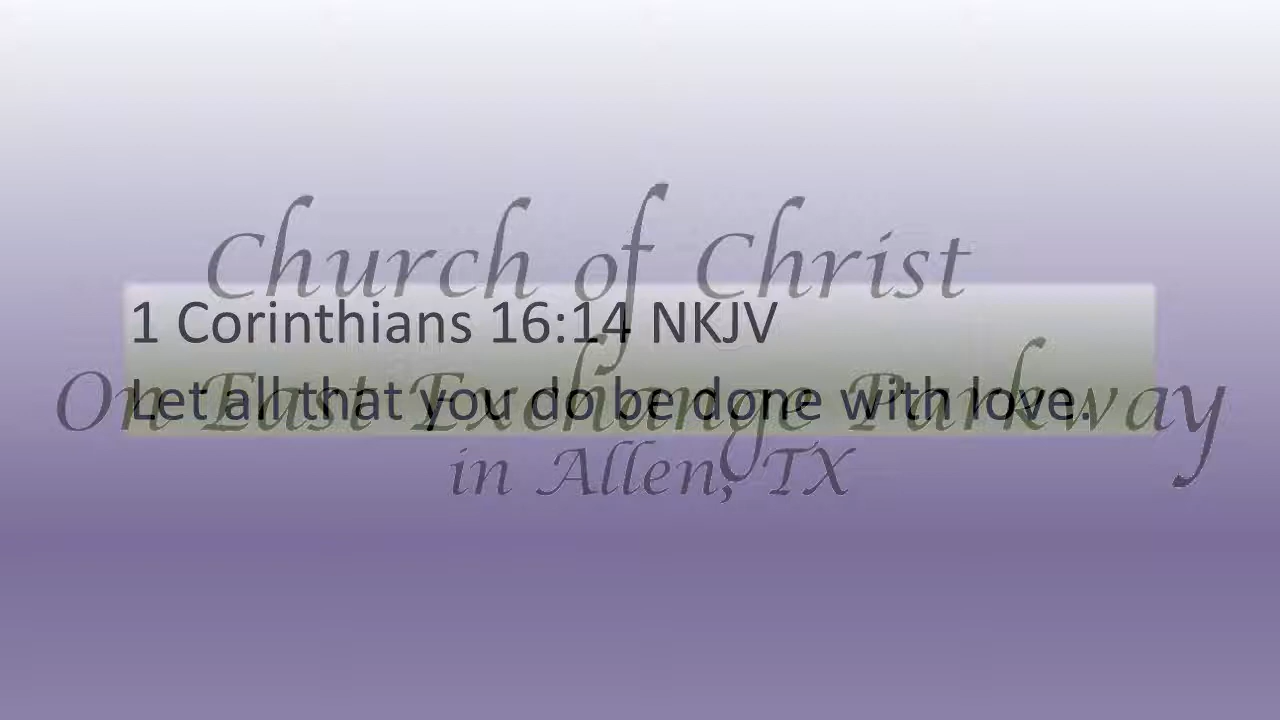 Church of Christ
1 Corinthians 16:14 NKJV
On East Exchange Parkway
Let all that you do be done with love.
in Allen, TX